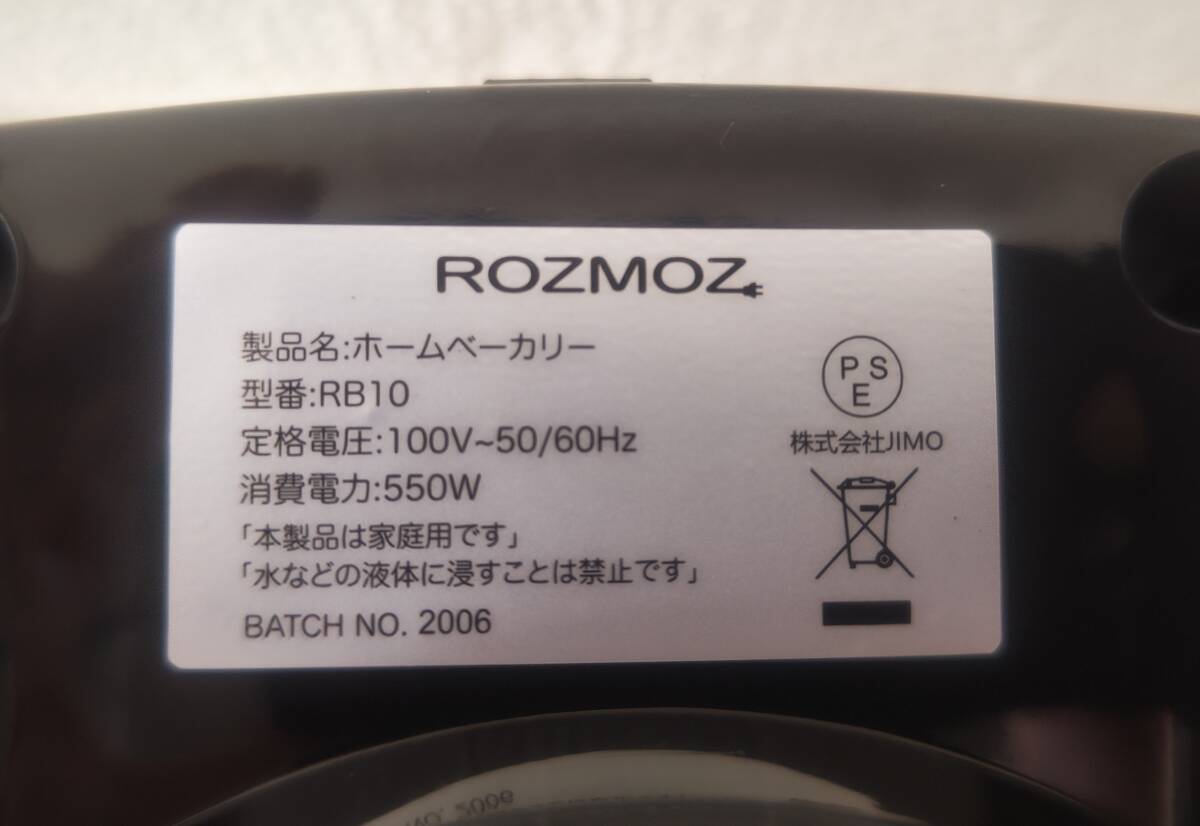 ROZMOZ
製品名:ホームベーカリー
型番:RB10
定格電圧:100V~50/60Hz
消費電力:550W
「本製品は家庭用です」
「水などの液体に浸すことは禁止です」
BATCH NO. 2006
PSE
株式会社JIMO
2006